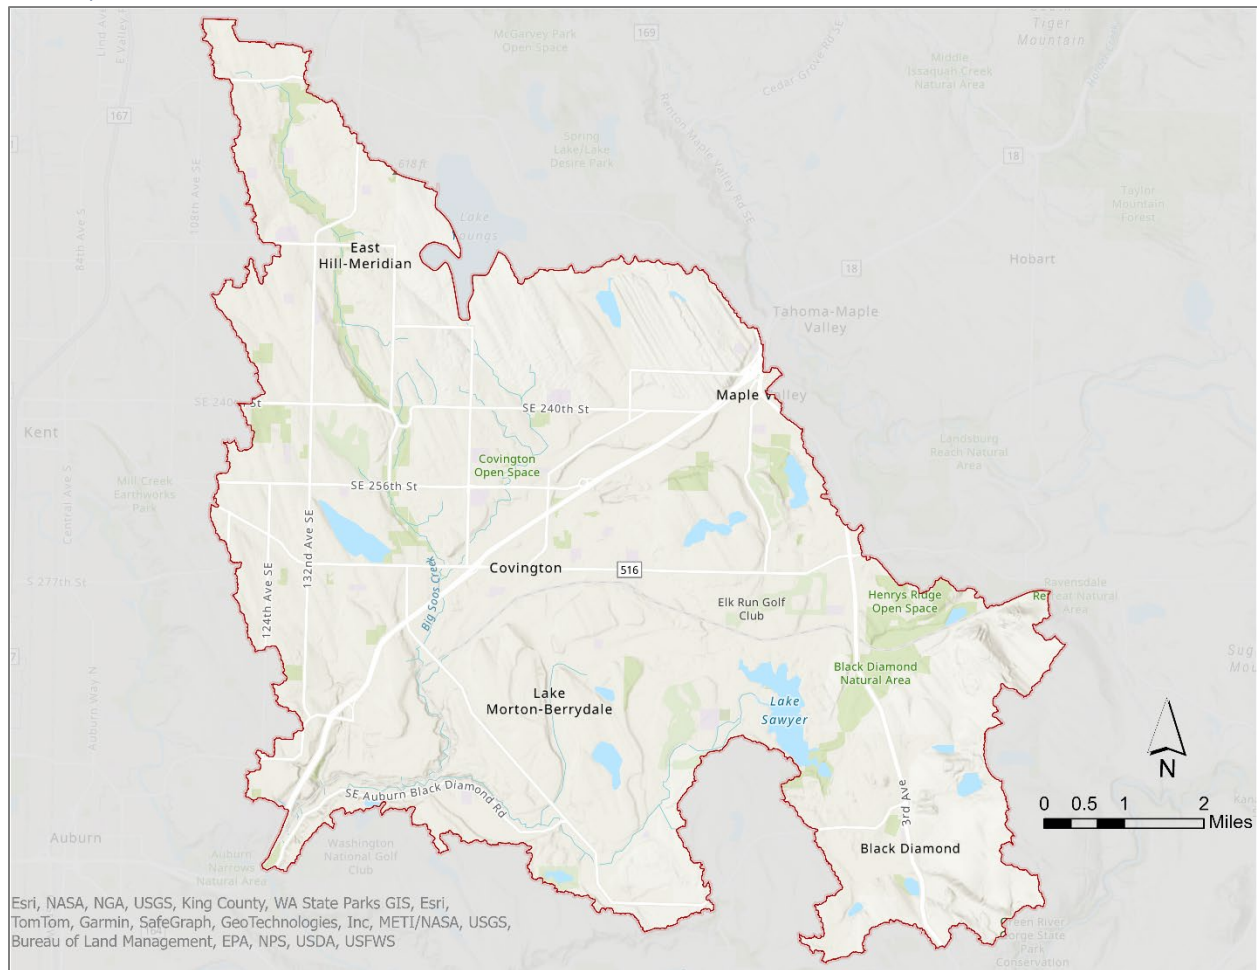 McGarvey Park
Open Space
169
Cedar Grove Rd SE
Tiger
Mountain
Middle
Issaquah Creek
Natural Area
Lind Ave
E Valley R
167
Renton Maple Valley Rd SE
Spring
Lake/Lake
Desire Park
618 ft
18
108th Ave SE
84th Ave S
Lake
Youngs
Taylor
Mountain
Forest
East
Hill-Meridian
18
Hobart
Tahoma-Maple
Valley
Maple Valley
SE 240th St
SE 240th St
Kent
Landsburg
Reach Natural
Area
Covington
Open Space
Mill Creek
Earthworks
Park
Central Ave S
SE 256th St
132nd Ave SE
S 277th St
Covington
516
124th Ave SE
Big Soos Creek
Elk Run Golf
Club
Henrys Ridge
Open Space
Ravensdale
Retreat Natural
Area
Black Diamond
Natural Area
Sug
Mou
Lake
Morton-Berrydale
Lake
Sawyer
Auburn Way N
N
0 0.5 1 2
Miles
SE Auburn Black Diamond Rd
3rd Ave
Auburn
Washington
National Golf
Club
Auburn
Narrows
Natural Area
Black Diamond
Green River
Gorge State
Park
Conservation
Esri, NASA, NGA, USGS, King County, WA State Parks GIS, Esri,
TomTom, Garmin, SafeGraph, GeoTechnologies, Inc, METI/NASA, USGS,
Bureau of Land Management, EPA, NPS, USDA, USFWS